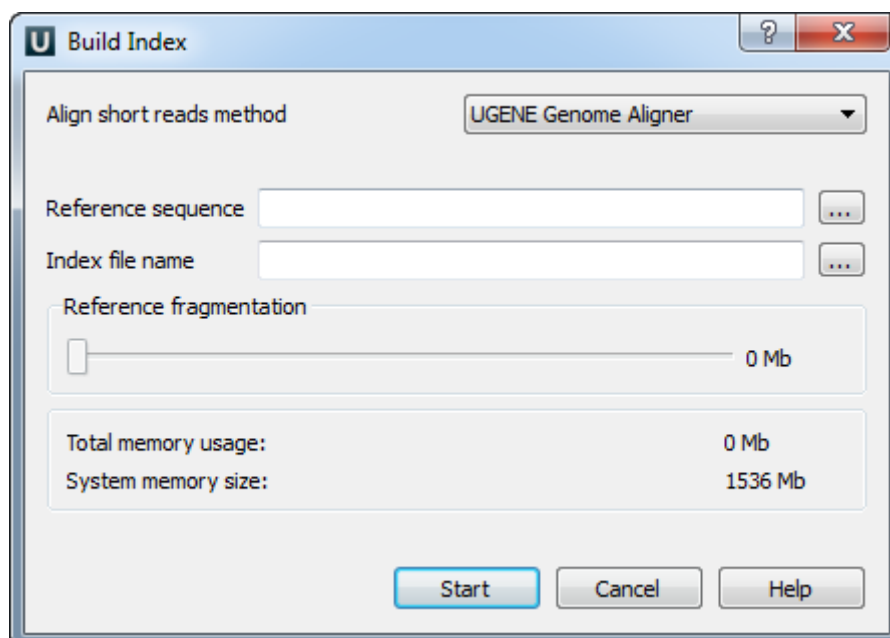 U Build Index ? X
Align short reads method UGENE Genome Aligner
Reference sequence ...
Index file name ...
Reference fragmentation
0 Mb
Total memory usage: 0 Mb
System memory size: 1536 Mb
Start Cancel Help